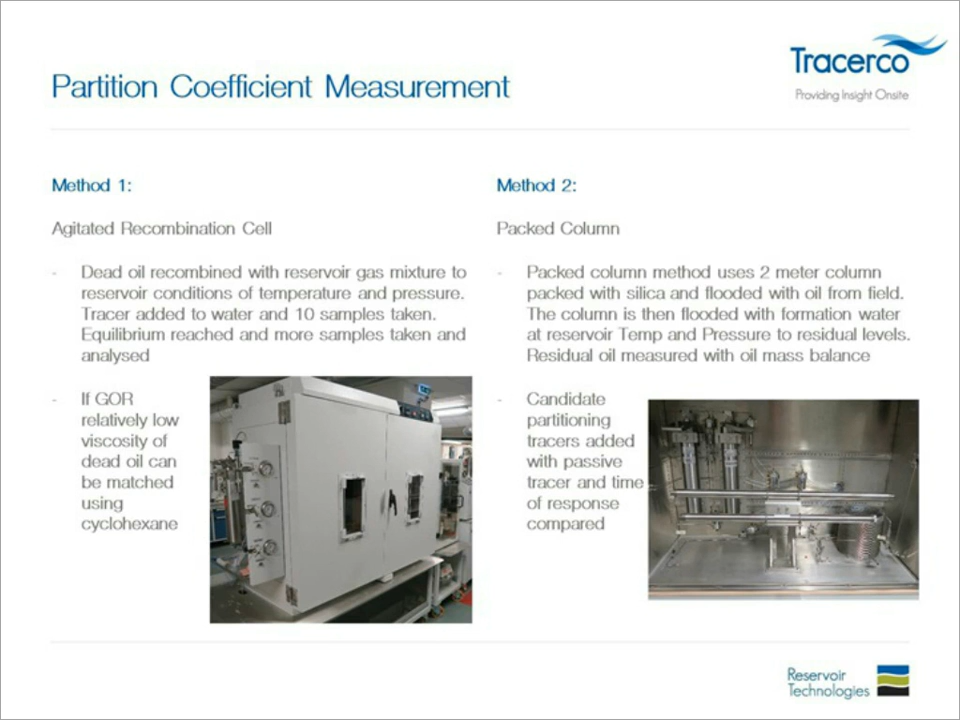 Tracerco
Providing Insight Onsite
Partition Coefficient Measurement
Method 1:
Agitated Recombination Cell
- Dead oil recombined with reservoir gas mixture to
reservoir conditions of temperature and pressure.
Tracer added to water and 10 samples taken.
Equilibrium reached and more samples taken and
analysed
- If GOR
relatively low
viscosity of
dead oil can
be matched
using
cyclohexane
Method 2:
Packed Column
- Packed column method uses 2 meter column
packed with silica and flooded with oil from field.
The column is then flooded with formation water
at reservoir Temp and Pressure to residual levels.
Residual oil measured with oil mass balance
- Candidate
partitioning
tracers added
with passive
tracer and time
of response
compared
Reservoir
Technologies